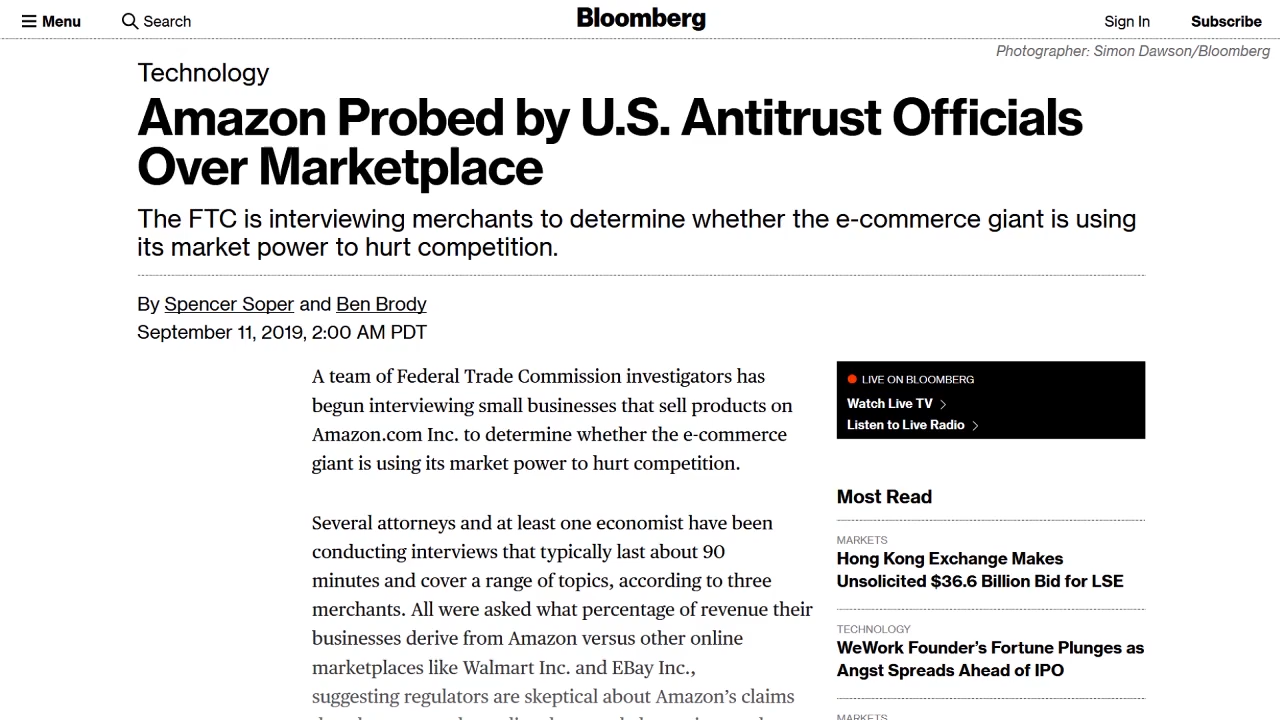 Menu
Search
Bloomberg
Sign In
Subscribe
Photographer: Simon Dawson/Bloomberg
Technology
Amazon Probed by U.S. Antitrust Officials
Over Marketplace
The FTC is interviewing merchants to determine whether the e-commerce giant is using
its market power to hurt competition.
By Spencer Soper and Ben Brody
September 11, 2019, 2:00 AM PDT
A team of Federal Trade Commission investigators has
begun interviewing small businesses that sell products on
Amazon.com Inc. to determine whether the e-commerce
giant is using its market power to hurt competition.
Several attorneys and at least one economist have been
conducting interviews that typically last about 90
minutes and cover a range of topics, according to three
merchants. All were asked what percentage of revenue their
businesses derive from Amazon versus other online
marketplaces like Walmart Inc. and EBay Inc.,
suggesting regulators are skeptical about Amazon’s claims
LIVE ON BLOOMBERG
Watch Live TV
Listen to Live Radio
Most Read
MARKETS
Hong Kong Exchange Makes
Unsolicited $36.6 Billion Bid for LSE
TECHNOLOGY
WeWork Founder’s Fortune Plunges as
Angst Spreads Ahead of IPO
MARKETS